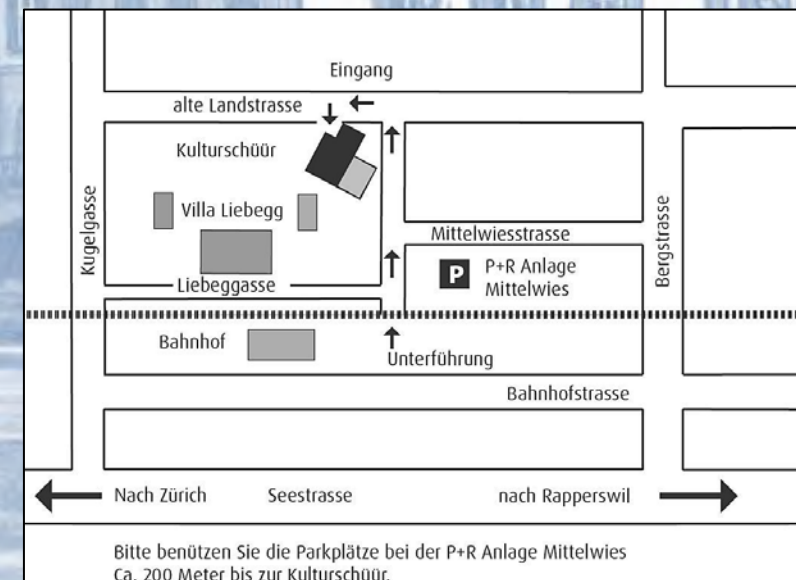 Eingang
alte Landstrasse
Kulturschüür
Kugelgasse
Villa Liebegg
Mittelwiesstrasse
Bergstrasse
P
P+R Anlage
Mittelwies
Liebeggasse
Bahnhof
Unterführung
Bahnhofstrasse
Nach Zürich
Seestrasse
nach Rapperswil
Bitte benützen Sie die Parkplätze bei der P+R Anlage Mittelwies
Ca. 200 Meter bis zur Kulturschüür.